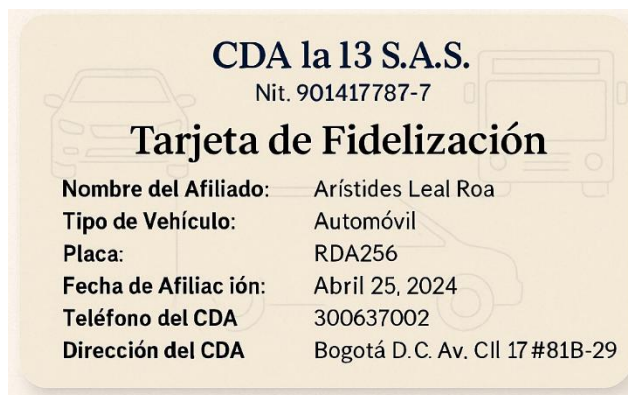 CDA la 13 S.A.S.
Nit. 901417787-7
Tarjeta de Fidelización
Nombre del Afiliado: Arístides Leal Roa
Tipo de Vehículo: Automóvil
Placa: RDA256
Fecha de Afiliac ión: Abril 25, 2024
Teléfono del CDA 300637002
Dirección del CDA Bogotá D.C. Av. Cll 17 #81B-29